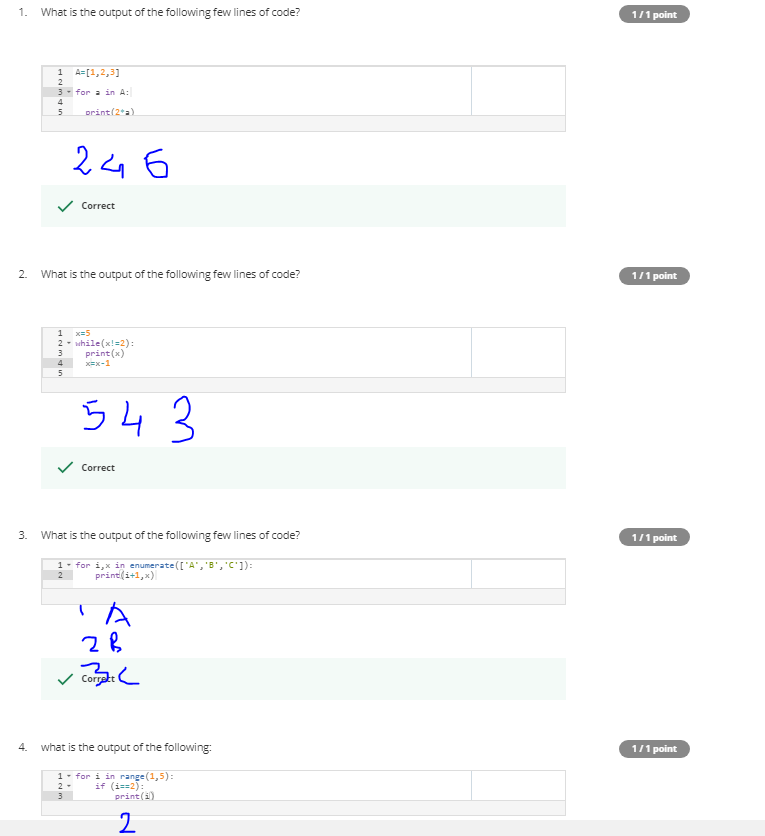 1. What is the output of the following few lines of code?
1 / 1 point
1 A=[1,2,3]
2
3 for a in A:
4
5 print(2*a)
2 4 6
Correct
2. What is the output of the following few lines of code?
1 / 1 point
1 x=5
2 while(x!=2):
3 print(x)
4 x=x-1
5
5 4 3
Correct
3. What is the output of the following few lines of code?
1 / 1 point
1 for i,x in enumerate(['A','B','C']):
2 print(i+1,x)
1 A
2 B
3 C
Correct
4. what is the output of the following:
1 / 1 point
1 for i in range(1,5):
2 if (i==2):
3 print(i)
2